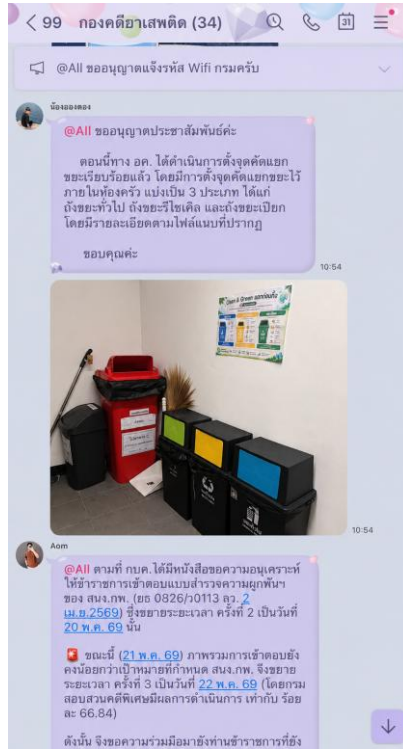 99 กองคดียาเสพติด (34)
31
@All ขออนุญาตแจ้งรหัส Wifi กรมครับ
น้องออตอง
@All ขออนุญาตประชาสัมพันธ์ค่ะ
ตอนนี้ทาง อค. ได้ดำเนินการตั้งจุดคัดแยก
ขยะเรียบร้อยแล้ว โดยมีการตั้งจุดคัดแยกขยะไว้
ภายในห้องครัว แบ่งเป็น 3 ประเภท ได้แก่
ถังขยะทั่วไป ถังขยะรีไซเคิล และถังขยะเปียก
โดยมีรายละเอียดตามไฟล์แนบที่ปรากฏ
ขอบคุณค่ะ
10:54
10:54
Aom
@All ตามที่ กบค.ได้มีหนังสือขอความอนุเคราะห์
ให้ข้าราชการเข้าตอบแบบสำรวจความผูกพันฯ
ของ สนง.กพ. (ยธ 0826/ว0113 ลว. 2
เม.ย.2569) ซึ่งขยายระยะเวลา ครั้งที่ 2 เป็นวันที่
20 พ.ค. 69 นั้น
ขณะนี้ (21 พ.ค. 69) ภาพรวมการเข้าตอบยัง
คงน้อยกว่าเป้าหมายที่กำหนด สนง.กพ. จึงขยาย
ระยะเวลา ครั้งที่ 3 เป็นวันที่ 22 พ.ค. 69 (โดยกรม
สอบสวนคดีพิเศษมีผลการดำเนินการ เท่ากับ ร้อย
ละ 66.84)
ดังนั้น จึงขอความร่วมมือมายังท่านข้าราชการที่ยัง